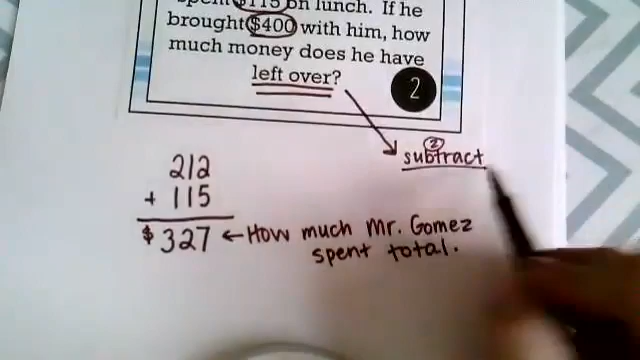 spent $115 on lunch. If he
brought $400 with him, how
much money does he have
left over?
2
2
subtract
212
+ 115
$327 ← How much Mr. Gomez
spent total.